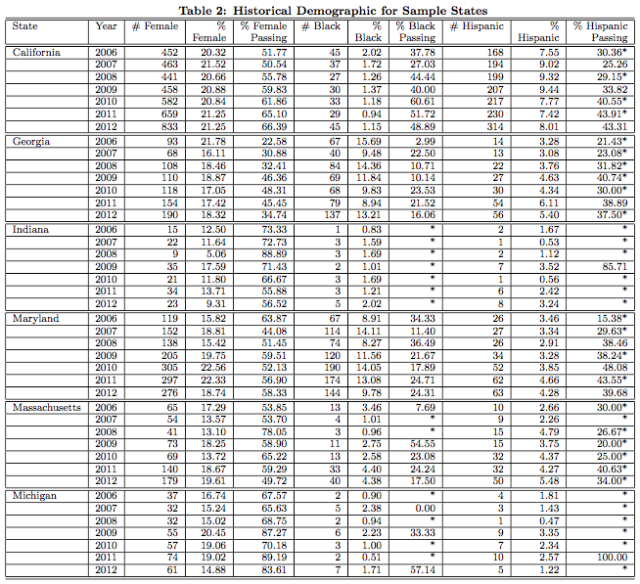 Table 2: Historical Demographic for Sample States
State Year # Female % Female % Female Passing # Black % Black % Black Passing # Hispanic % Hispanic % Hispanic Passing
California 2006 452 20.32 51.77 45 2.02 37.78 168 7.55 30.36*
2007 463 21.52 50.54 37 1.72 27.03 194 9.02 25.26
2008 441 20.66 55.78 27 1.26 44.44 199 9.32 29.15*
2009 458 20.88 59.83 30 1.37 40.00 207 9.44 33.82
2010 582 20.84 61.86 33 1.18 60.61 217 7.77 40.55*
2011 659 21.25 65.10 29 0.94 51.72 230 7.42 43.91*
2012 833 21.25 66.39 45 1.15 48.89 314 8.01 43.31
Georgia 2006 93 21.78 22.58 67 15.69 2.99 14 3.28 21.43*
2007 68 16.11 30.88 40 9.48 22.50 13 3.08 23.08*
2008 108 18.46 32.41 84 14.36 10.71 22 3.76 31.82*
2009 110 18.87 46.36 69 11.84 10.14 27 4.63 40.74*
2010 118 17.05 48.31 68 9.83 23.53 30 4.34 30.00*
2011 154 17.42 45.45 79 8.94 21.52 54 6.11 38.89
2012 190 18.32 34.74 137 13.21 16.06 56 5.40 37.50*
Indiana 2006 15 12.50 73.33 1 0.83 * 2 1.67 *
2007 22 11.64 72.73 3 1.59 * 1 0.53 *
2008 9 5.06 88.89 3 1.69 * 2 1.12 *
2009 35 17.59 71.43 2 1.01 * 7 3.52 85.71
2010 21 11.80 66.67 3 1.69 * 1 0.56 *
2011 34 13.71 55.88 3 1.21 * 6 2.42 *
2012 23 9.31 56.52 5 2.02 * 8 3.24 *
Maryland 2006 119 15.82 63.87 67 8.91 34.33 26 3.46 15.38*
2007 152 18.81 44.08 114 14.11 11.40 27 3.34 29.63*
2008 138 15.42 51.45 74 8.27 36.49 26 2.91 38.46
2009 205 19.75 59.51 120 11.56 21.67 34 3.28 38.24*
2010 305 22.56 52.13 190 14.05 17.89 52 3.85 48.08
2011 297 22.33 56.90 174 13.08 24.71 62 4.66 43.55*
2012 276 18.74 58.33 144 9.78 24.31 63 4.28 39.68
Massachusetts 2006 65 17.29 53.85 13 3.46 7.69 10 2.66 30.00*
2007 54 13.57 53.70 4 1.01 * 9 2.26 *
2008 41 13.10 78.05 3 0.96 * 15 4.79 26.67*
2009 73 18.25 58.90 11 2.75 54.55 15 3.75 20.00*
2010 69 13.72 65.22 13 2.58 23.08 32 4.37 25.00*
2011 140 18.67 59.29 33 4.40 24.24 32 4.27 40.63*
2012 179 19.61 49.72 40 4.38 17.50 50 5.48 34.00*
Michigan 2006 37 16.74 67.57 2 0.90 * 4 1.81 *
2007 32 15.24 65.63 5 2.38 0.00 3 1.43 *
2008 32 15.02 68.75 2 0.94 * 1 0.47 *
2009 55 20.45 87.27 6 2.23 33.33 9 3.35 *
2010 57 19.06 70.18 3 1.00 * 7 2.34 *
2011 74 19.02 89.19 2 0.51 * 10 2.57 100.00
2012 61 14.88 83.61 7 1.71 57.14 5 1.22 *